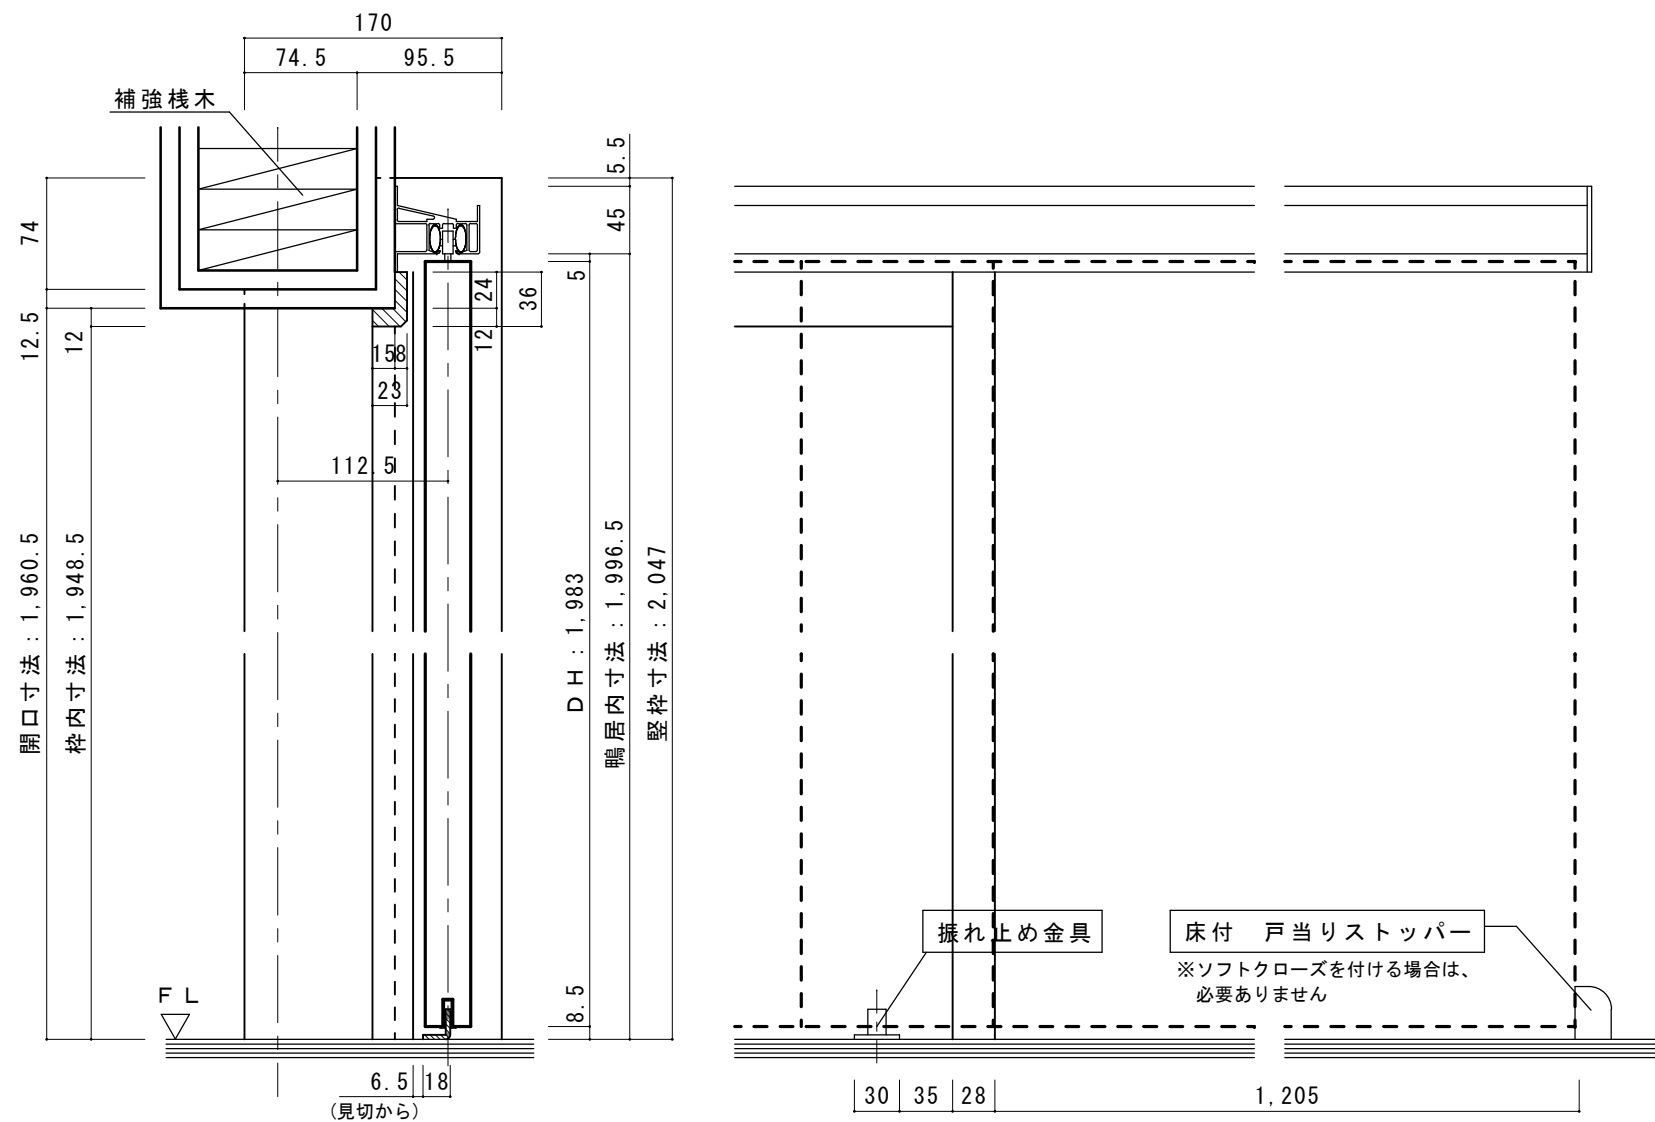 170
74.5
95.5
補強桟木
5.5
45
74
5
24
36
12.5
12
12
158
23
112.5
開口寸法:1,960.5
枠内寸法:1,948.5
DH:1,983
鴨居内寸法:1,996.5
竪枠寸法:2,047
振れ止め金具
床付 戸当りストッパー
※ソフトクローズを付ける場合は、
必要ありません
FL
8.5
6.5
18
(見切から)
30
35
28
1,205